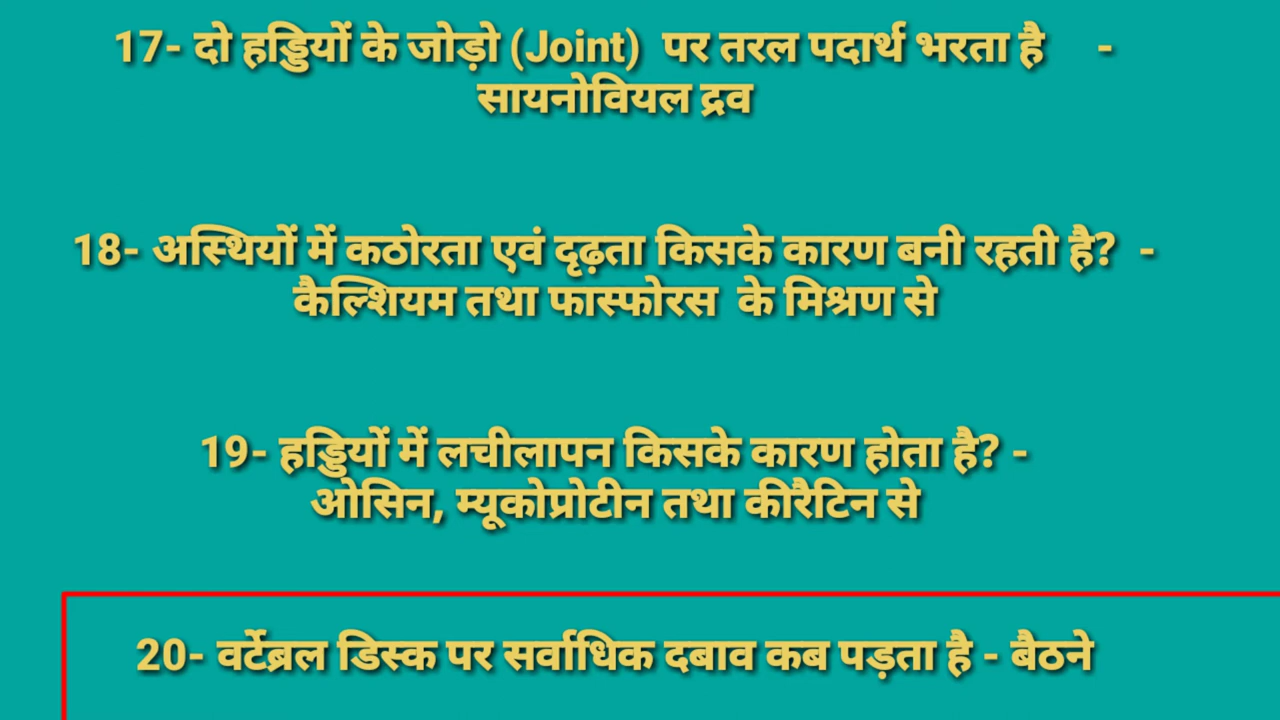 17- दो हड्डियों के जोड़ो (Joint) पर तरल पदार्थ भरता है -
सायनोवियल द्रव
18- अस्थियों में कठोरता एवं दृढ़ता किसके कारण बनी रहती है? -
कैल्शियम तथा फास्फोरस के मिश्रण से
19- हड्डियों में लचीलापन किसके कारण होता है? -
ओसिन, म्यूकोप्रोटीन तथा कीरैटिन से
20- वर्टेब्रल डिस्क पर सर्वाधिक दबाव कब पड़ता है - बैठने